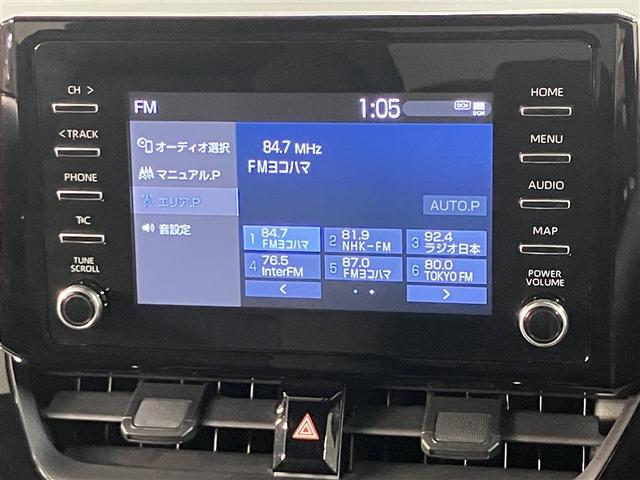 CH >
< TRACK
PHONE
T&C
TUNE
SCROLL
FM
1:05
DCM
DCM
オーディオ選択
マニュアル.P
エリア.P
音設定
84.7 MHz
FMヨコハマ
AUTO.P
1 84.7
FMヨコハマ
2 81.9
NHK-FM
3 92.4
ラジオ日本
4 76.5
InterFM
5 87.0
FMヨコハマ
6 80.0
TOKYO FM
<
>
HOME
MENU
AUDIO
MAP
POWER
VOLUME